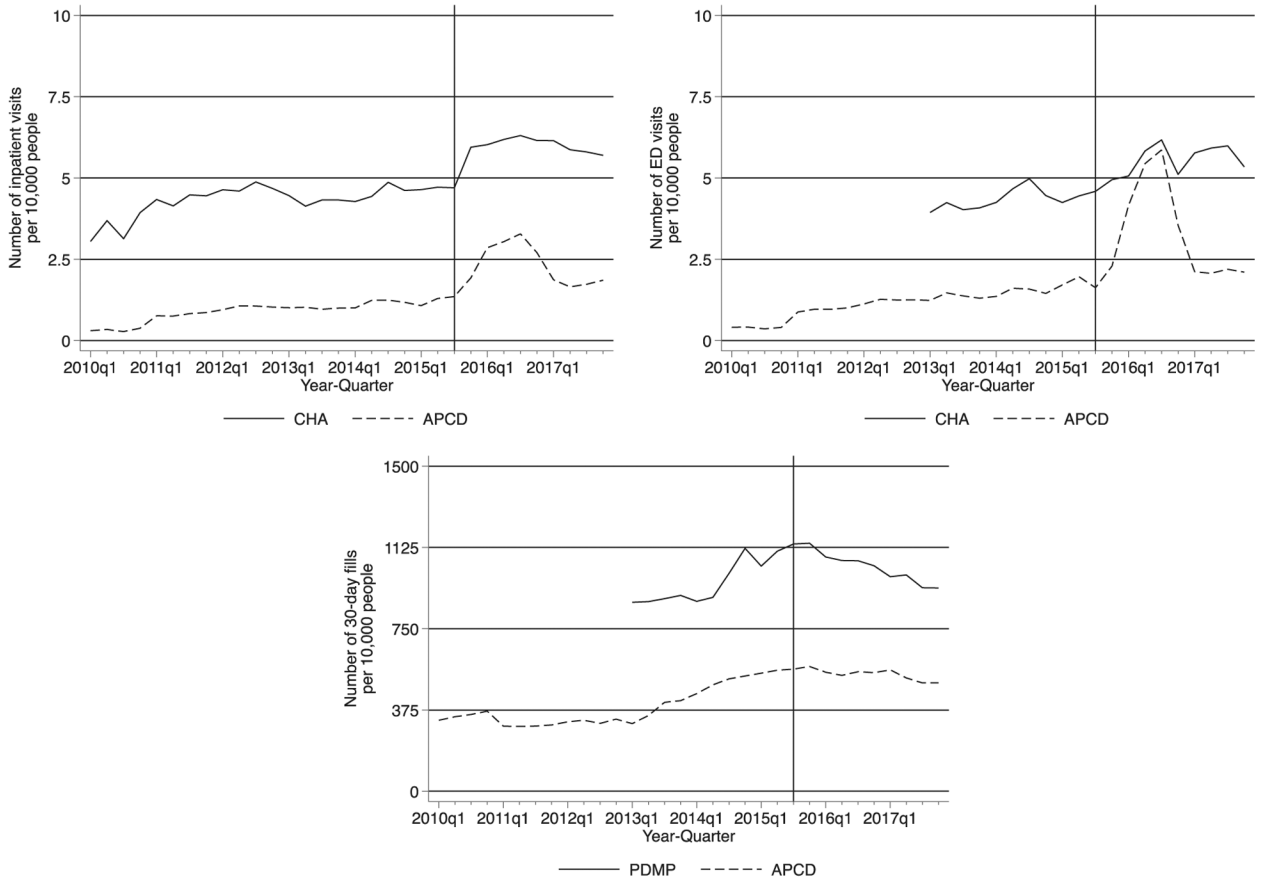 Number of inpatient visits
per 10,000 people
10
7.5
5
2.5
0
2010q1 2011q1 2012q1 2013q1 2014q1 2015q1 2016q1 2017q1
Year-Quarter
CHA APCD
Number of ED visits
per 10,000 people
10
7.5
5
2.5
0
2010q1 2011q1 2012q1 2013q1 2014q1 2015q1 2016q1 2017q1
Year-Quarter
CHA APCD
Number of 30-day fills
per 10,000 people
1500
1125
750
375
0
2010q1 2011q1 2012q1 2013q1 2014q1 2015q1 2016q1 2017q1
Year-Quarter
PDMP APCD